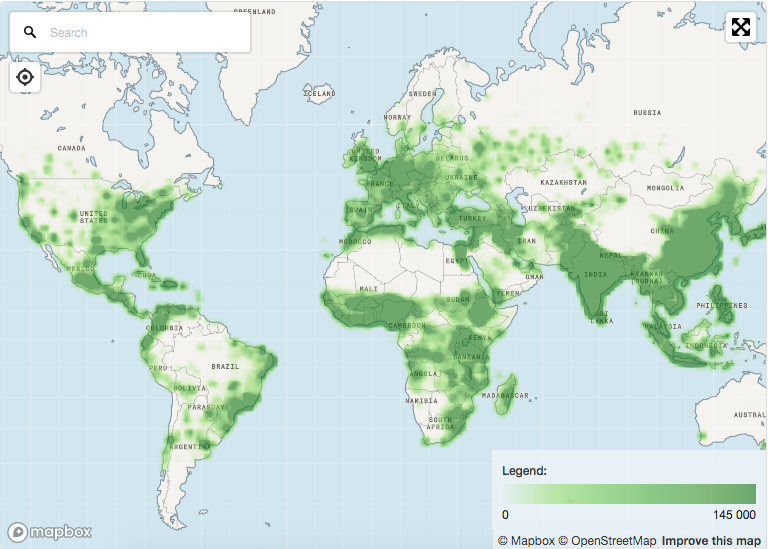 GREENLAND
Search
ICELAND
SWEDEN
NORWAY
RUSSIA
CANADA
UNITED
KINGDOM
BELARUS
UKRAINE
FRANCE
KAZAKHSTAN
MONGOLIA
UNITED
STATES
SPAIN
ITALY
TURKEY
UZBEKISTAN
CHINA
MOROCCO
IRAN
NEPAL
EGYPT
MEXICO
CUBA
INDIA
MYANMAR
(BURMA)
OMAN
MALI
SUDAN
YEMEN
PHILIPPINES
SRI
LANKA
COLOMBIA
CAMEROON
MALAYSIA
KENYA
INDONESIA
PERU
BRAZIL
TANZANIA
ANGOLA
BOLIVIA
MADAGASCAR
NAMIBIA
PARAGUAY
AUSTRAL
SOUTH
AFRICA
ARGENTINA
Legend:
0 145 000
mapbox
© Mapbox © OpenStreetMap Improve this map